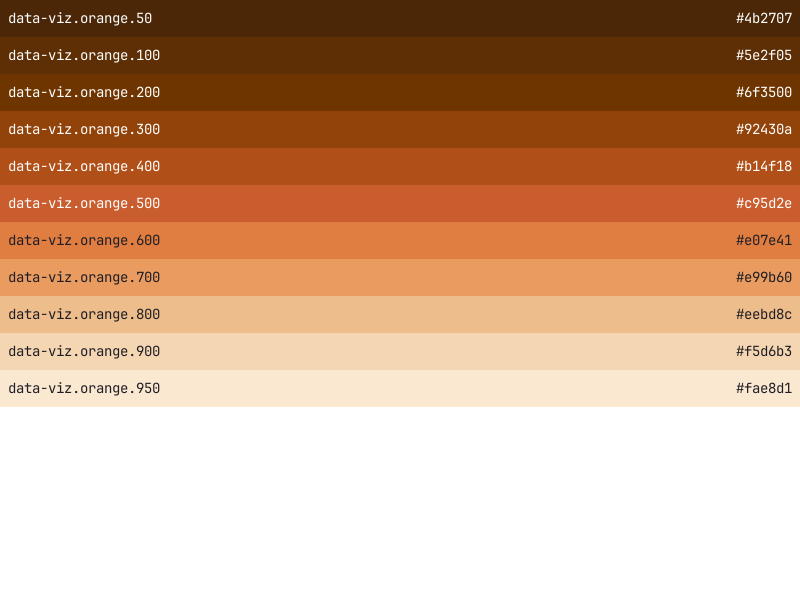 data-viz.orange.50 #4b2707
data-viz.orange.100 #5e2f05
data-viz.orange.200 #6f3500
data-viz.orange.300 #92430a
data-viz.orange.400 #b14f18
data-viz.orange.500 #c95d2e
data-viz.orange.600 #e07e41
data-viz.orange.700 #e99b60
data-viz.orange.800 #eebd8c
data-viz.orange.900 #f5d6b3
data-viz.orange.950 #fae8d1